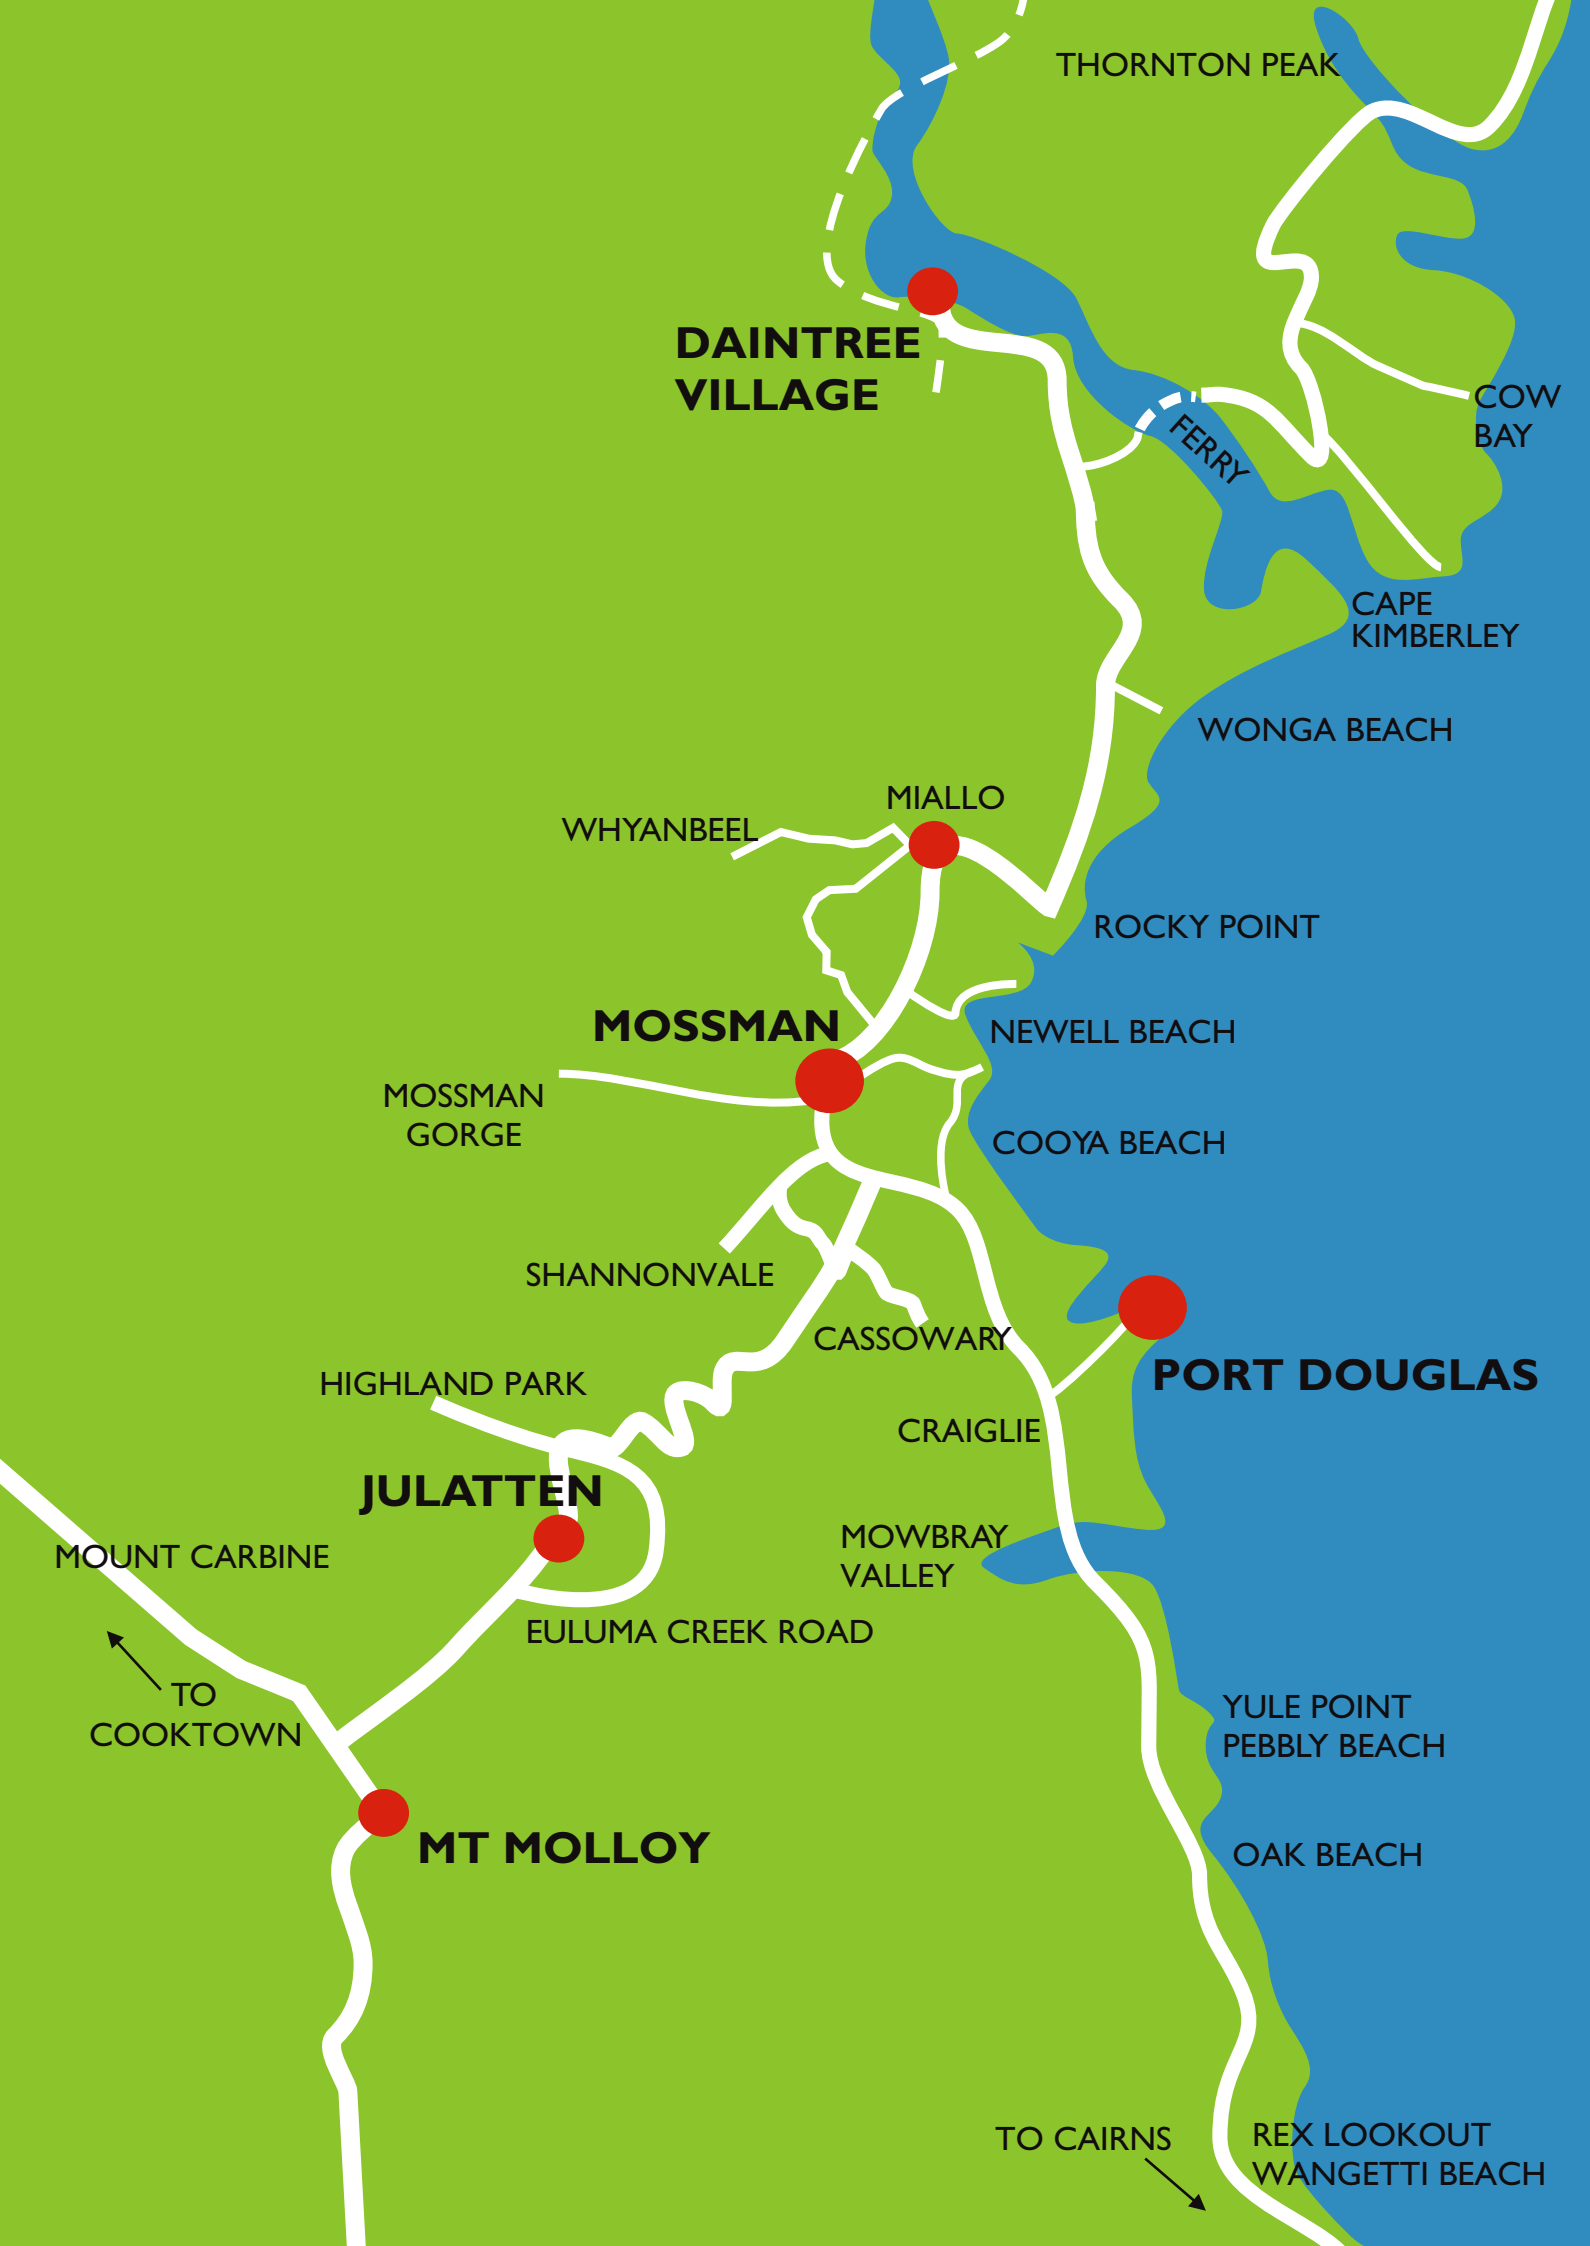 THORNTON PEAK
DAINTREE
VILLAGE
COW
BAY
FERRY
CAPE
KIMBERLEY
WONGA BEACH
MIALLO
WHYANBEEL
ROCKY POINT
MOSSMAN
NEWELL BEACH
MOSSMAN
GORGE
COOYA BEACH
SHANNONVALE
CASSOWARY
PORT DOUGLAS
HIGHLAND PARK
CRAIGLIE
JULATTEN
MOWBRAY
VALLEY
MOUNT CARBINE
EULUMA CREEK ROAD
TO
COOKTOWN
YULE POINT
PEBBLY BEACH
MT MOLLOY
OAK BEACH
TO CAIRNS
REX LOOKOUT
WANGETTI BEACH